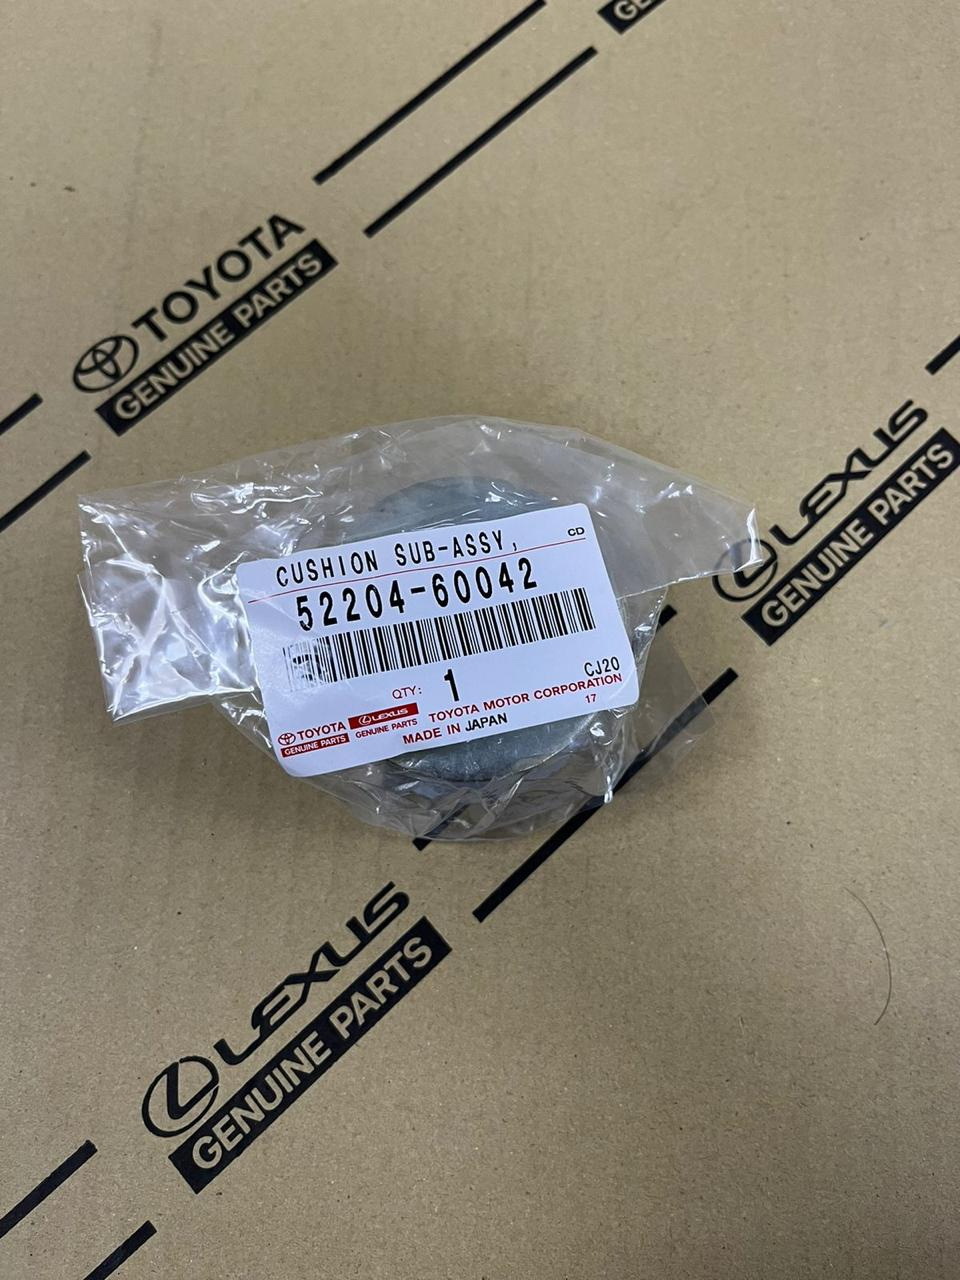 GE
TOYOTA
GENUINE PARTS
LEXUS
GENUINE PARTS
CUSHION SUB-ASSY,
CD
52204-60042
QTY: 1
CJ20
TOYOTA
GENUINE PARTS
LEXUS
GENUINE PARTS
TOYOTA MOTOR CORPORATION
17
MADE IN JAPAN
LEXUS
GENUINE PARTS